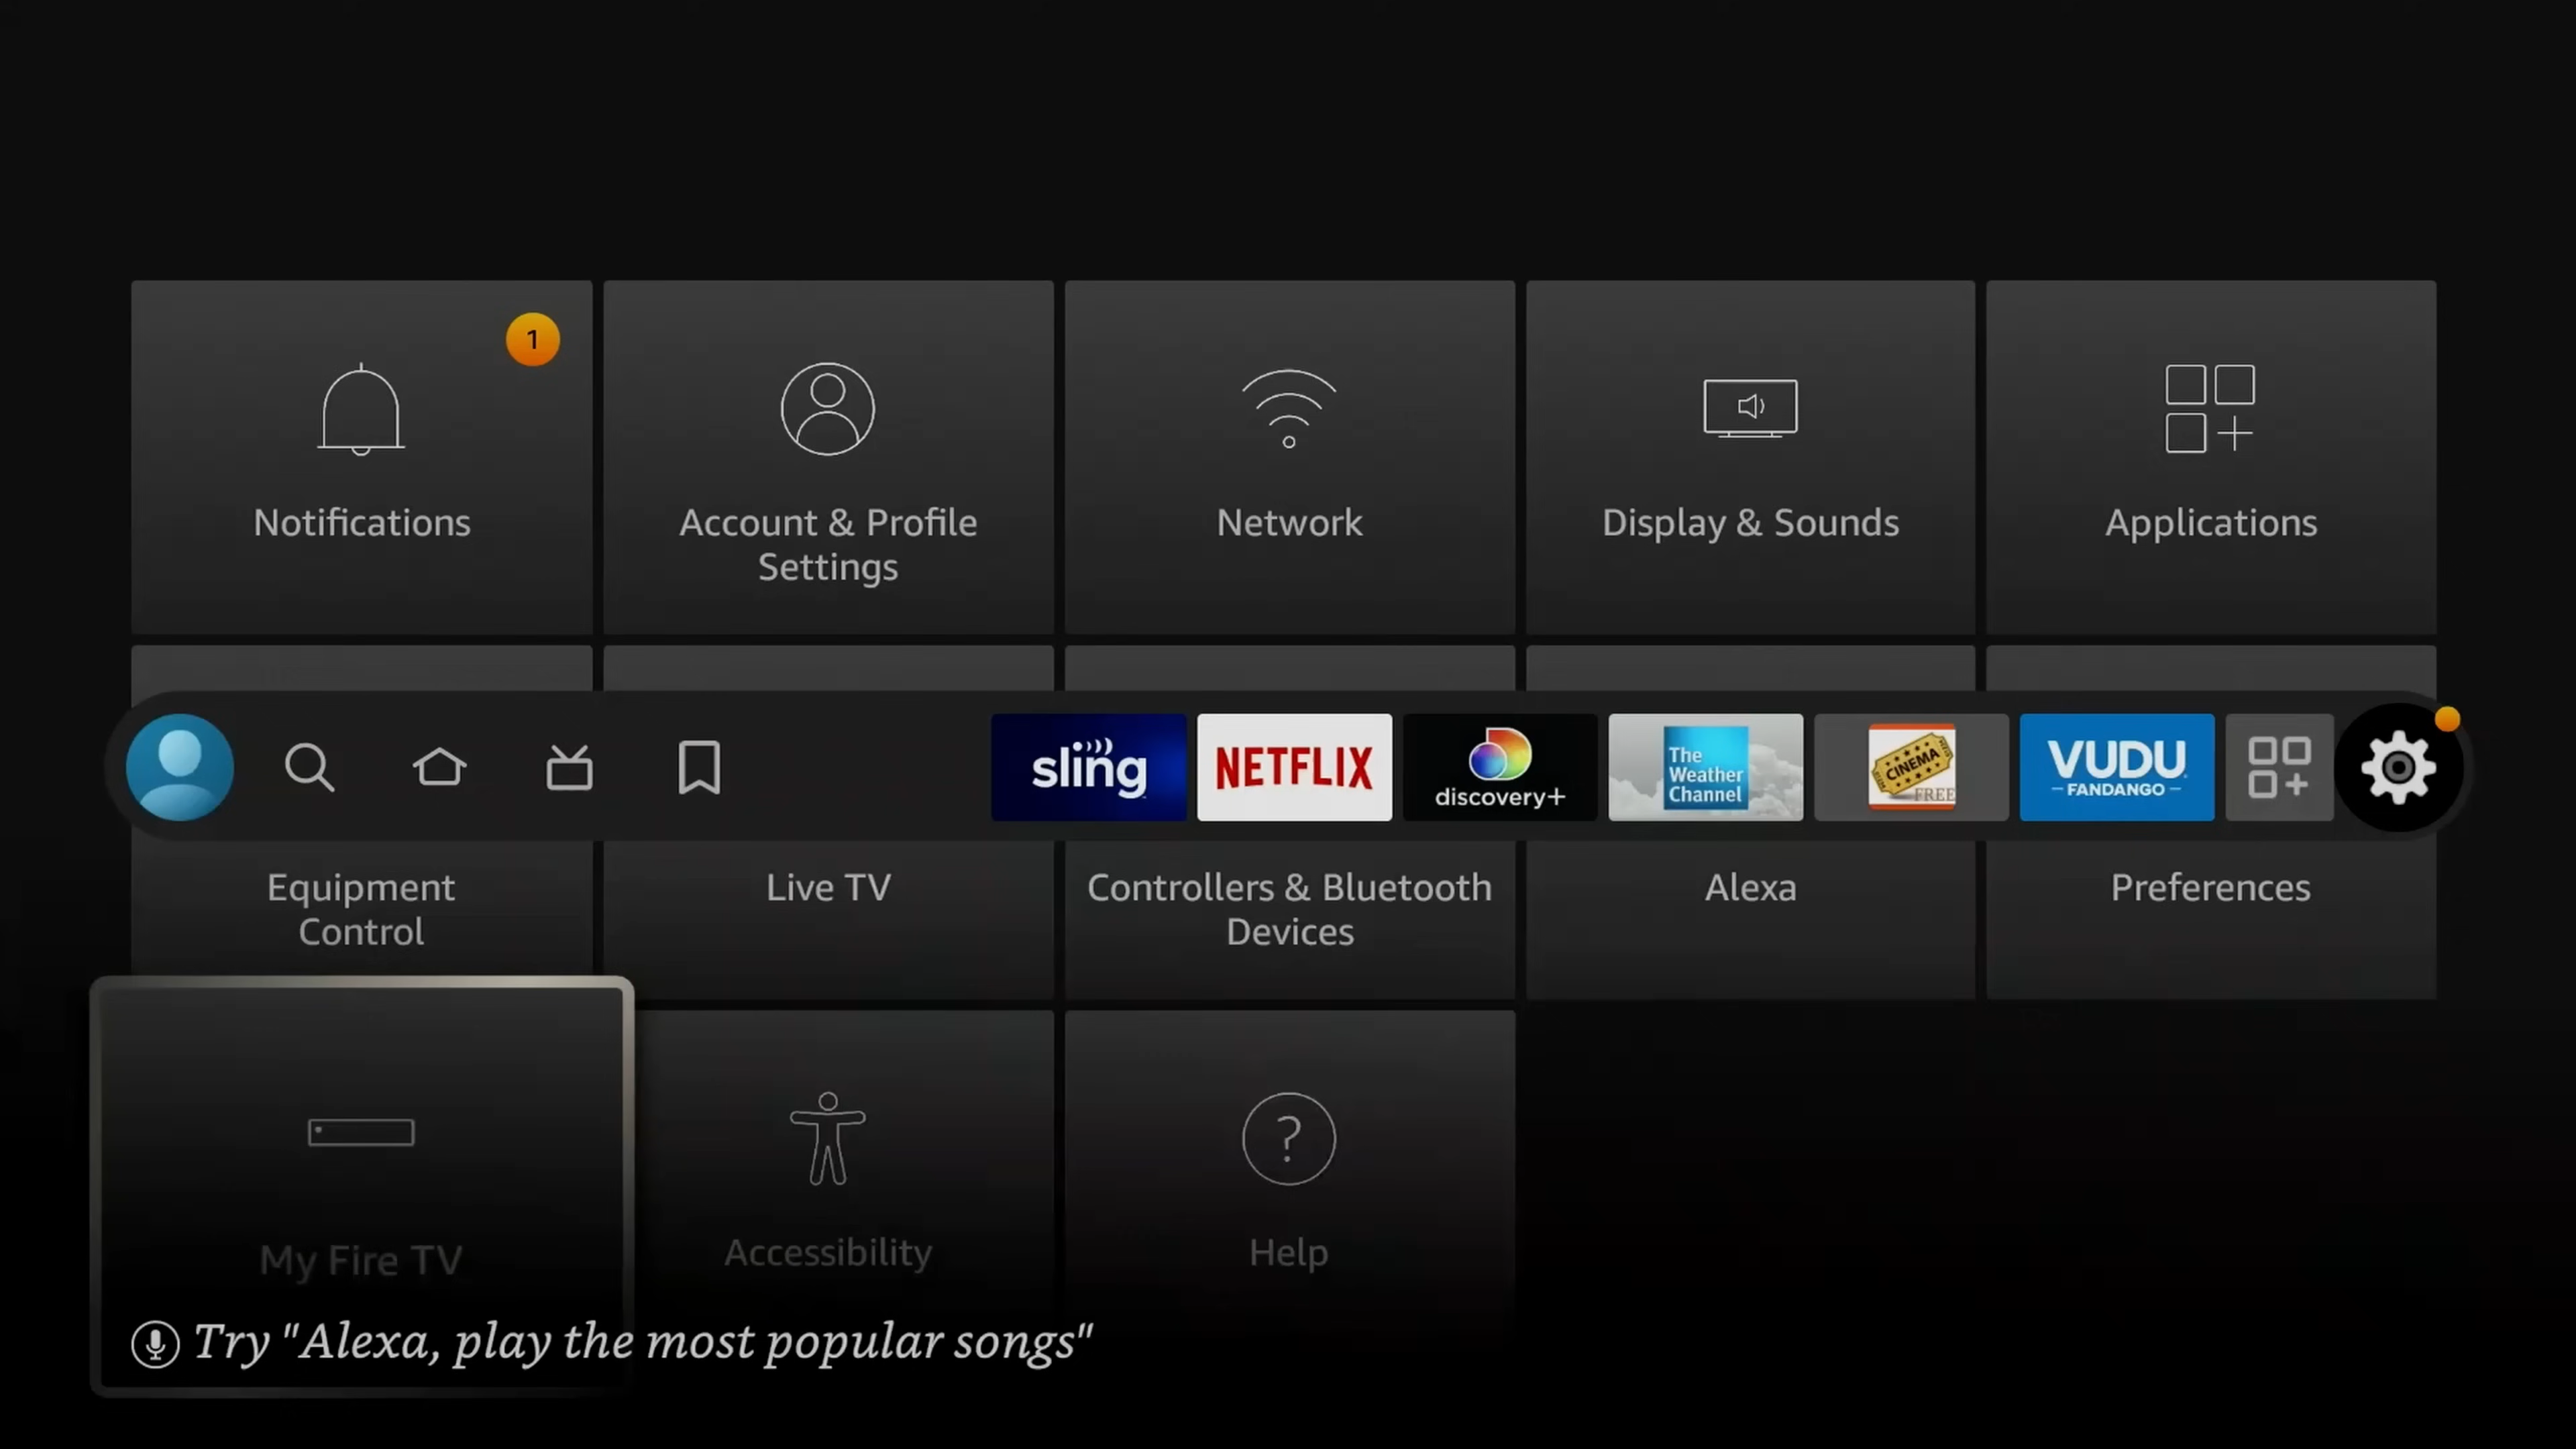 1
Notifications
Account & Profile
Settings
Network
Display & Sounds
Applications
sling
NETFLIX
discovery+
The
Weather
Channel
CINEMA
FREE
VUDU
FANDANGO
Equipment
Control
Live TV
Controllers & Bluetooth
Devices
Alexa
Preferences
My Fire TV
Accessibility
?
Help
Try "Alexa, play the most popular songs"